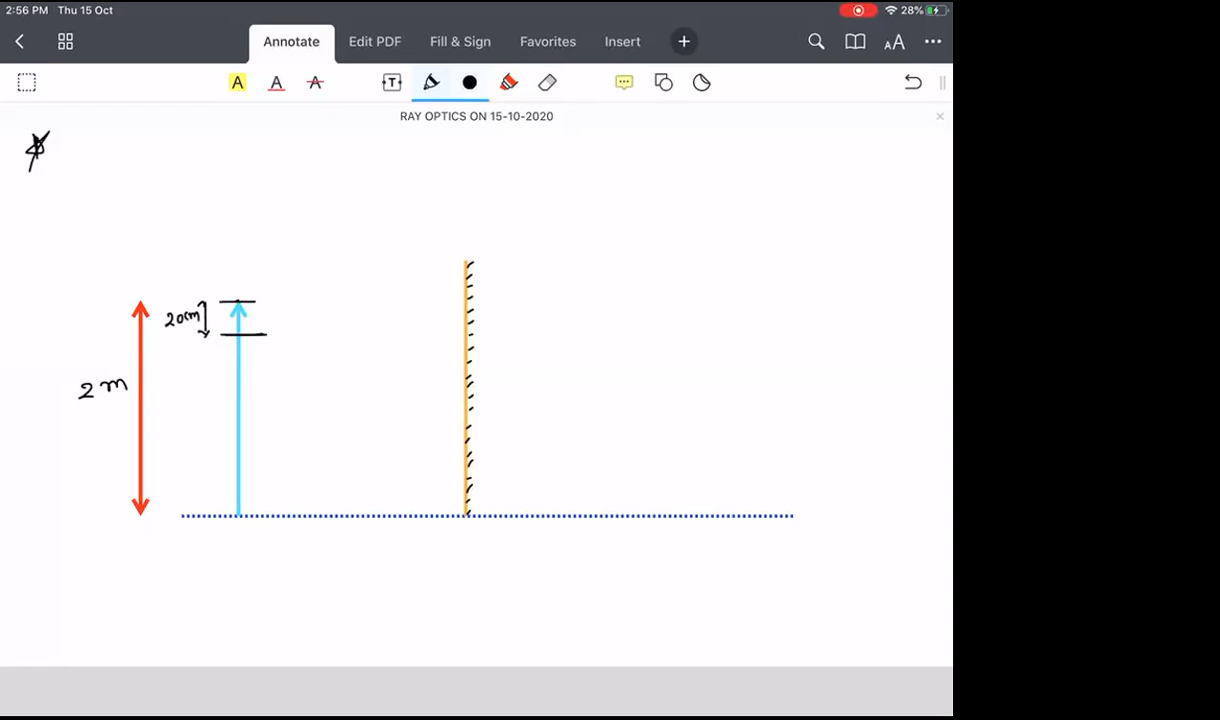 2:56 PM Thu 15 Oct
28%
Annotate Edit PDF Fill & Sign Favorites Insert
AA
A A A T
RAY OPTICS ON 15-10-2020
20cm
2 m